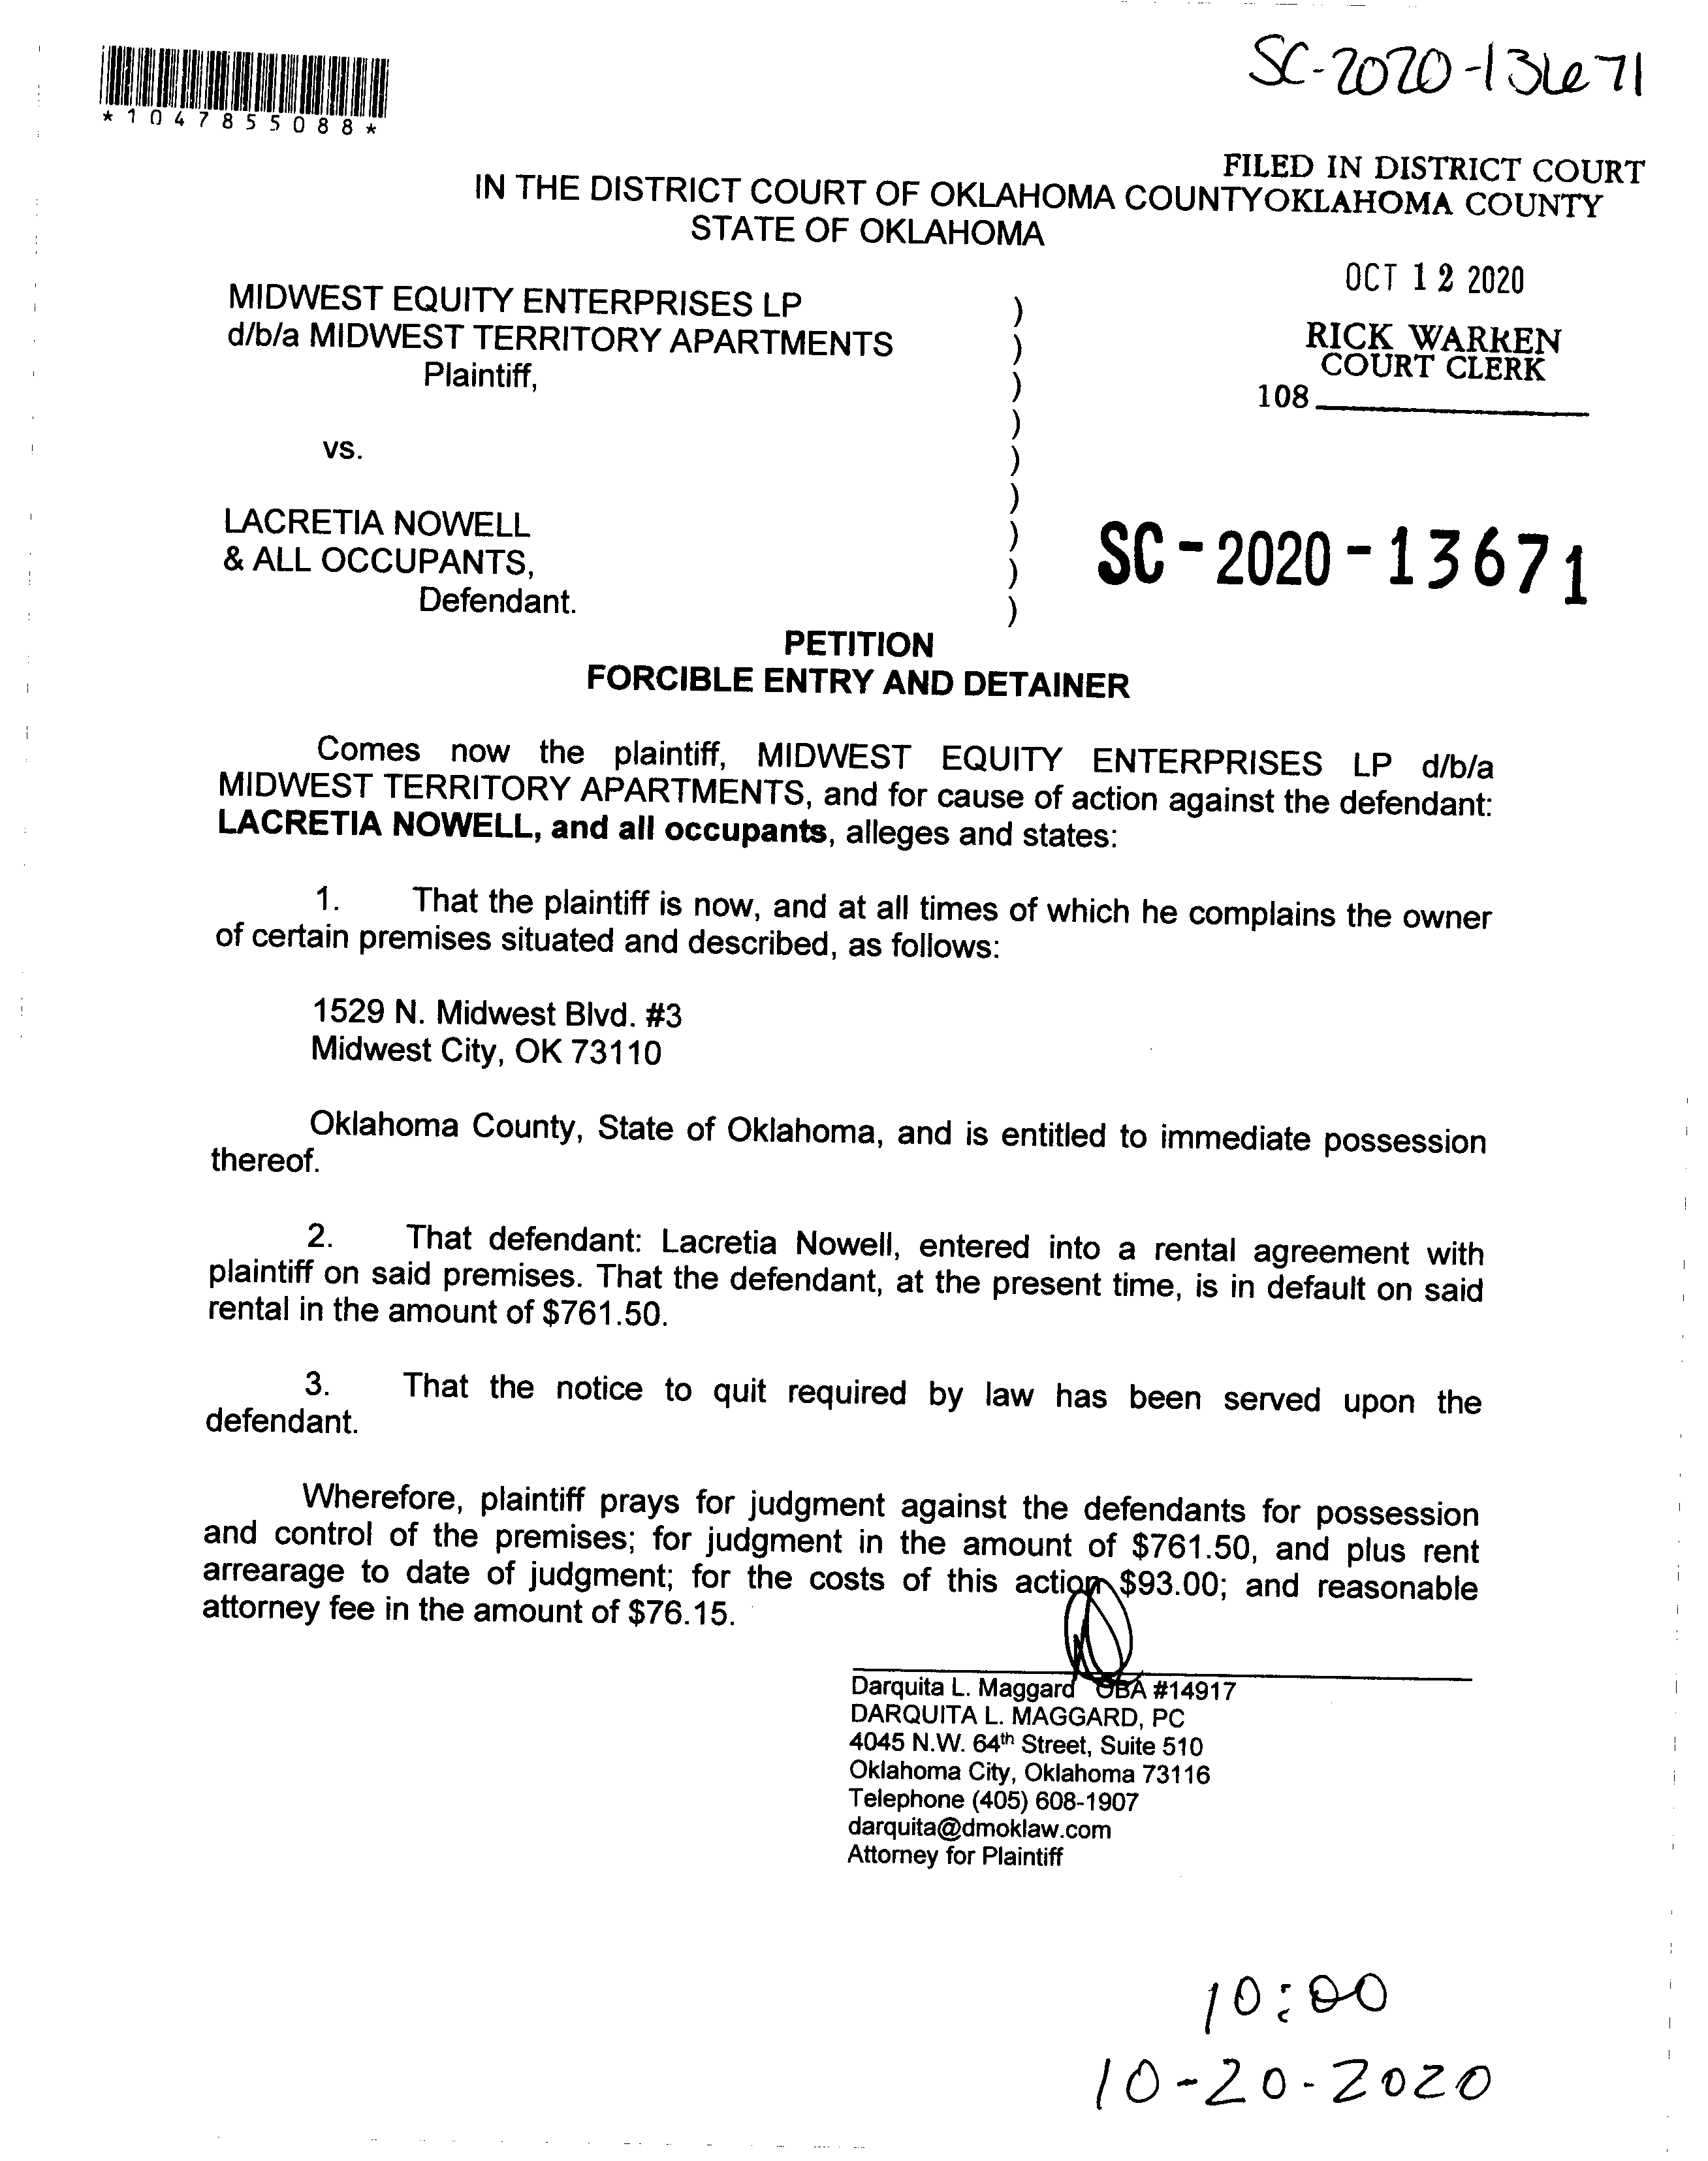 SC-2020-13671
*1047855088*
FILED IN DISTRICT COURT
IN THE DISTRICT COURT OF OKLAHOMA COUNTYOKLAHOMA COUNTY
STATE OF OKLAHOMA
OCT 12 2020
MIDWEST EQUITY ENTERPRISES LP )
d/b/a MIDWEST TERRITORY APARTMENTS )
RICK WARREN
COURT CLERK
Plaintiff, )
108
)
vs. )
)
LACRETIA NOWELL )
& ALL OCCUPANTS, )
SC-2020-13671
Defendant. )
PETITION
FORCIBLE ENTRY AND DETAINER
Comes now the plaintiff, MIDWEST EQUITY ENTERPRISES LP d/b/a
MIDWEST TERRITORY APARTMENTS, and for cause of action against the defendant:
LACRETIA NOWELL, and all occupants, alleges and states:
1. That the plaintiff is now, and at all times of which he complains the owner
of certain premises situated and described, as follows:
1529 N. Midwest Blvd. #3
Midwest City, OK 73110
Oklahoma County, State of Oklahoma, and is entitled to immediate possession
thereof.
2. That defendant: Lacretia Nowell, entered into a rental agreement with
plaintiff on said premises. That the defendant, at the present time, is in default on said
rental in the amount of $761.50.
3. That the notice to quit required by law has been served upon the
defendant.
Wherefore, plaintiff prays for judgment against the defendants for possession
and control of the premises; for judgment in the amount of $761.50, and plus rent
arrearage to date of judgment; for the costs of this action $93.00; and reasonable
attorney fee in the amount of $76.15.
Darquita L. Maggard OBA #14917
DARQUITA L. MAGGARD, PC
4045 N.W. 64th Street, Suite 510
Oklahoma City, Oklahoma 73116
Telephone (405) 608-1907
darquita@dmoklaw.com
Attorney for Plaintiff
10:00
10-20-2020